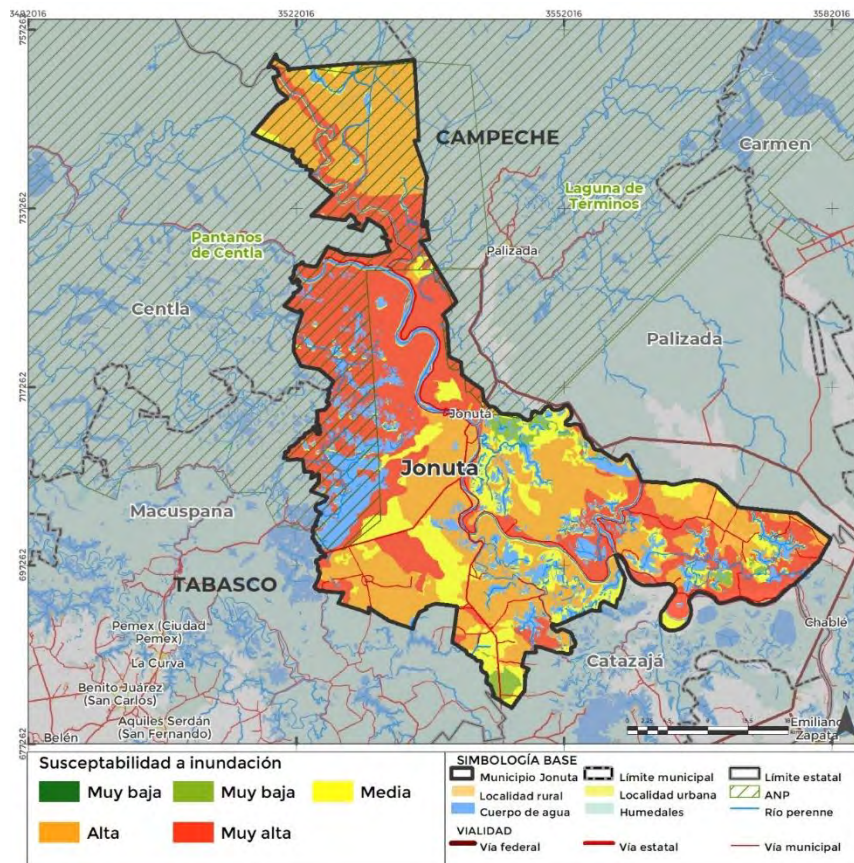 3482016
3522016
3552016
3582016
757262
CAMPECHE
Carmen
737262
Laguna de
Términos
Pantanos
de Centla
Palizada
Centla
Palizada
717262
Jonuta
Jonuta
Macuspana
697262
TABASCO
Pemex (Ciudad
Pemex)
La Curva
Chablé
Catazajá
Benito Juárez
(San Carlos)
Aquiles Serdán
(San Fernando)
Belén
Emiliano
Zapata
677262
Susceptabilidad a inundación
Muy baja
Muy baja
Media
Alta
Muy alta
SIMBOLOGÍA BASE
Municipio Jonuta
Límite municipal
Límite estatal
Localidad rural
Localidad urbana
ANP
Cuerpo de agua
Humedales
Río perenne
VIALIDAD
Vía federal
Vía estatal
Vía municipal